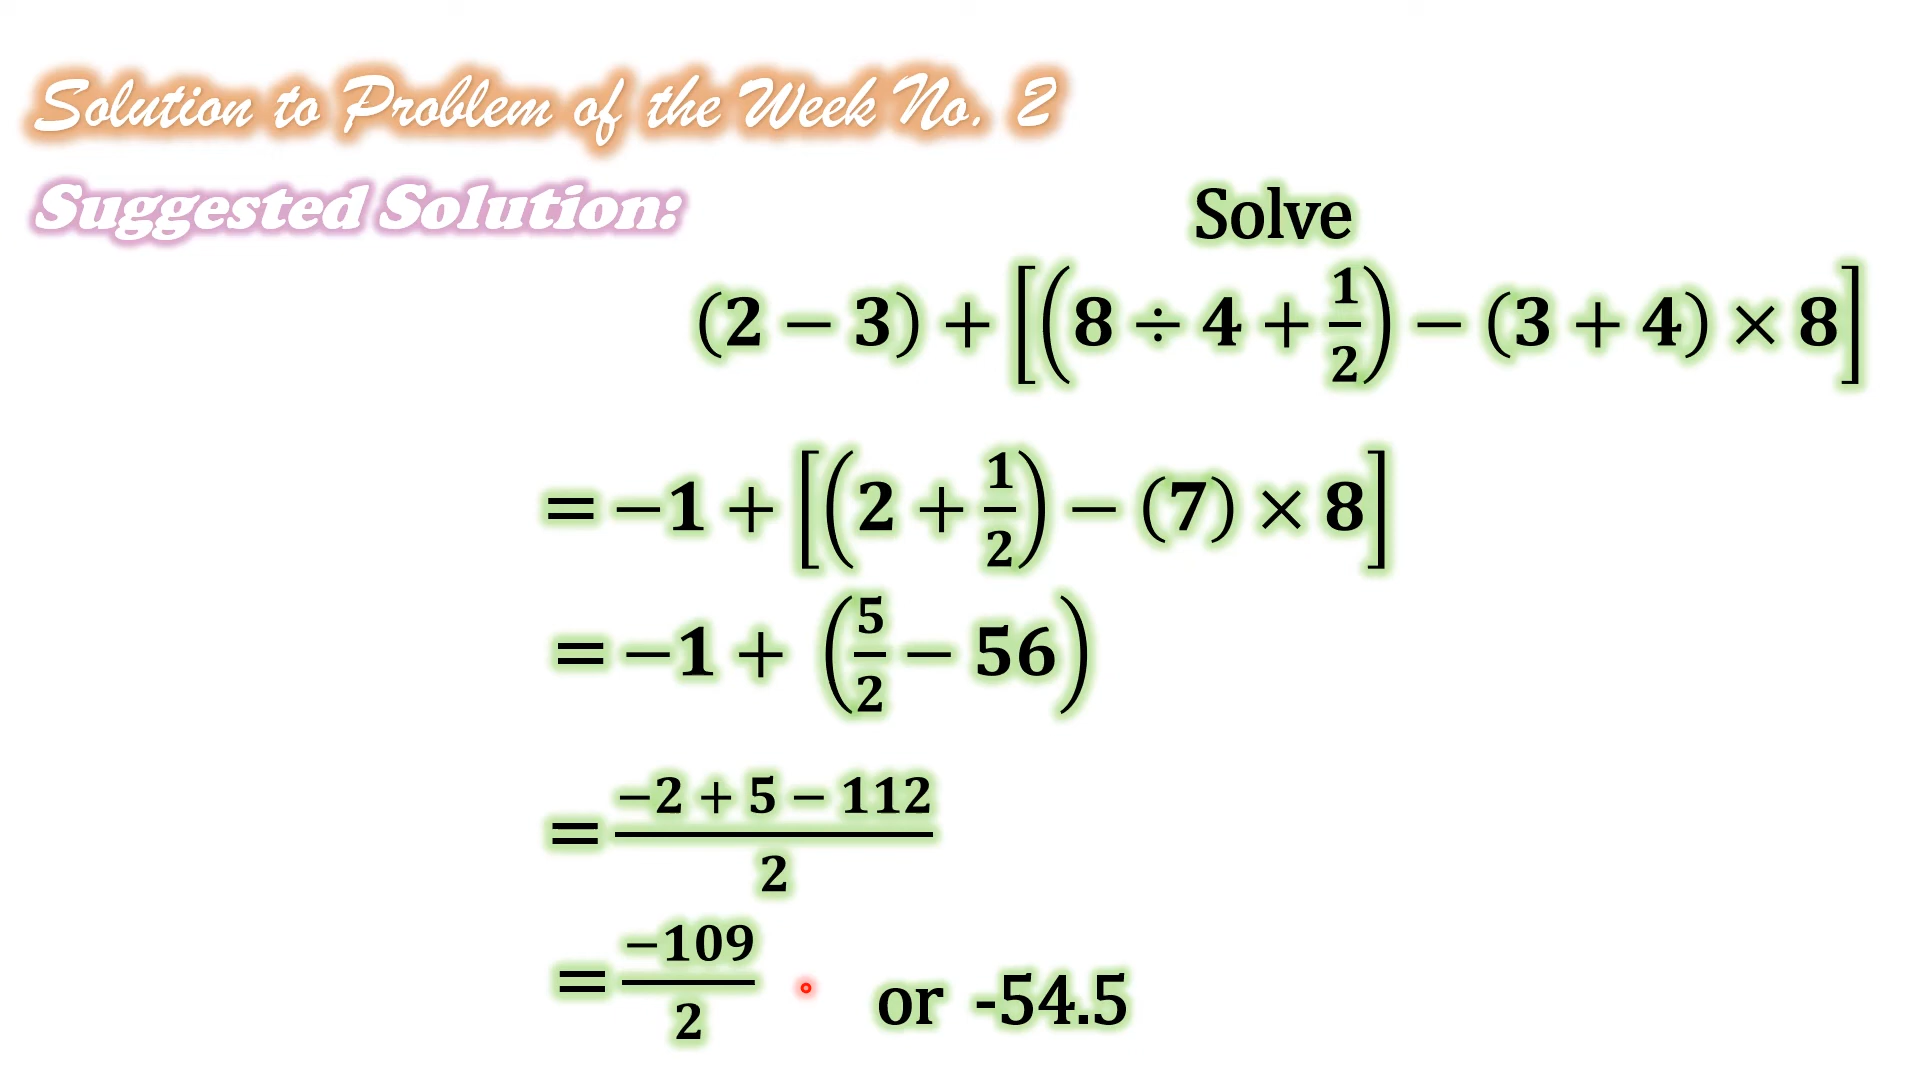 Solution to Problem of the Week No. 2
Suggested Solution:
Solve
(2 − 3) + [(8 ÷ 4 + 1/2) − (3 + 4) × 8]
= −1 + [(2 + 1/2) − (7) × 8]
= −1 + (5/2 − 56)
= −2 + 5 − 112 / 2
= −109/2 or -54.5